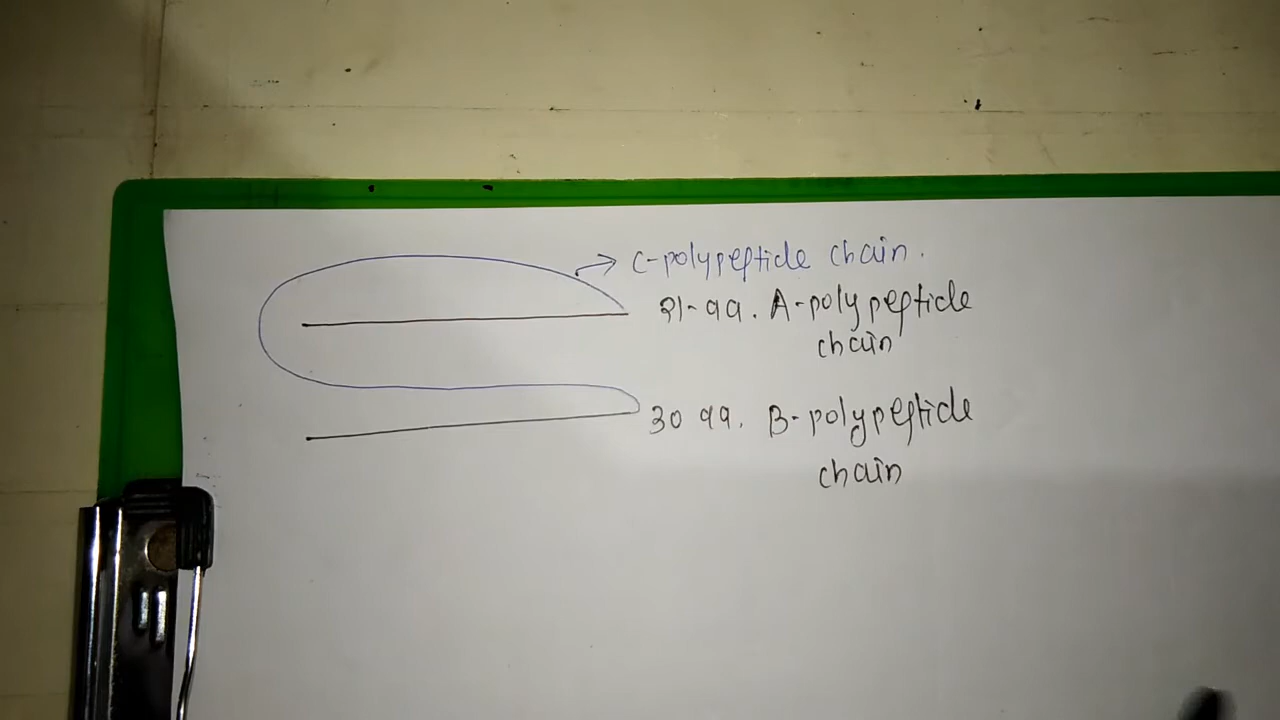 C-polypeptide chain.
21-aa. A-polypeptide
chain
30 aa. B-polypeptide
chain